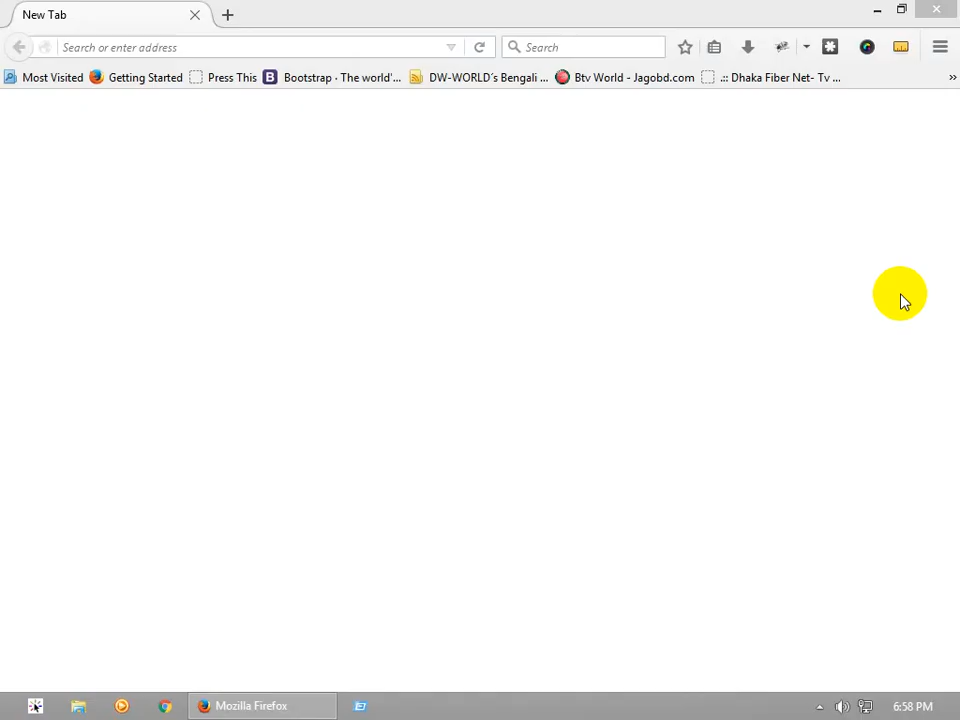 New Tab
Search or enter address
Search
Most Visited Getting Started Press This B Bootstrap · The world'... DW-WORLD´s Bengali ... Btv World - Jagobd.com .:: Dhaka Fiber Net- Tv ... »
Mozilla Firefox
6:58 PM